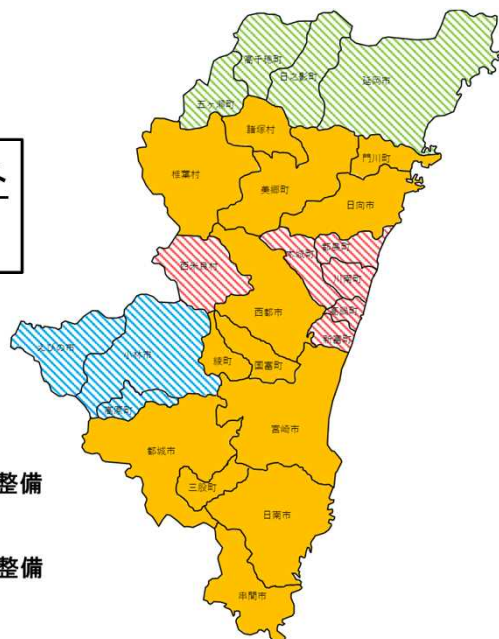 高千穂町
日之影町
延岡市
五ヶ瀬町
諸塚村
門川町
椎葉村
美郷町
日向市
西米良村
木城町
都農町
川南町
高鍋町
新富町
西都市
えびの市
小林市
綾町
国富町
高原町
宮崎市
都城市
三股町
整備
日南市
整備
串間市